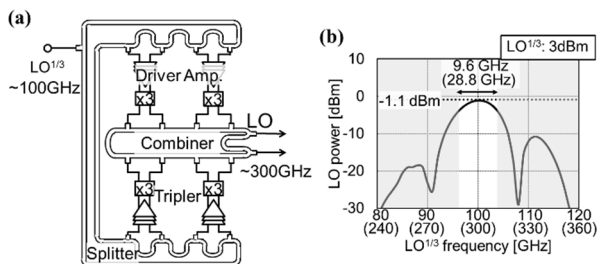 (a)
LO1/3
~100GHz
Driver Amp.
x3
x3
LO
Combiner
~300GHz
x3
Tripler
x3
Splitter
(b)
LO1/3: 3dBm
9.6 GHz
(28.8 GHz)
-1.1 dBm
LO power [dBm]
10
0
-10
-20
-30
80 90 100 110 120
(240) (270) (300) (330) (360)
LO1/3 frequency [GHz]